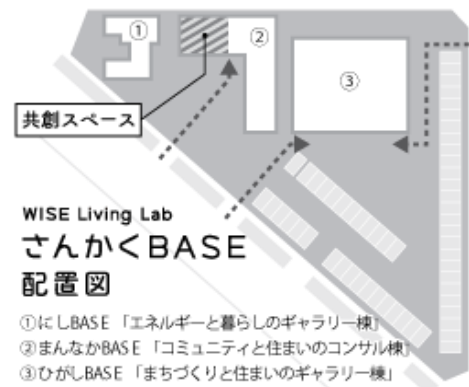 ①
②
③
共創スペース
WISE Living Lab
さんかくBASE
配置図
①にしBASE 「エネルギーと暮らしのギャラリー棟」
②まんなかBASE 「コミュニティと住まいのコンサル棟」
③ひがしBASE 「まちづくりと住まいのギャラリー棟」